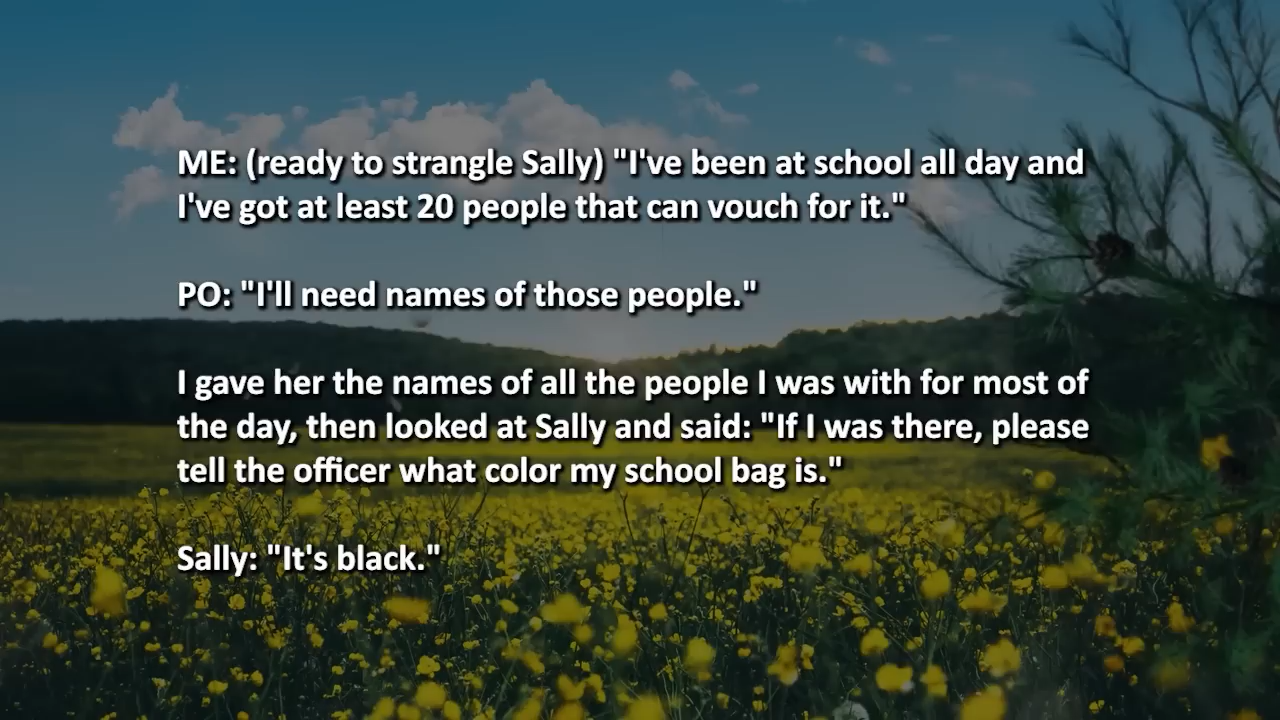 ME: (ready to strangle Sally) "I've been at school all day and
I've got at least 20 people that can vouch for it."
PO: "I'll need names of those people."
I gave her the names of all the people I was with for most of
the day, then looked at Sally and said: "If I was there, please
tell the officer what color my school bag is."
Sally: "It's black."